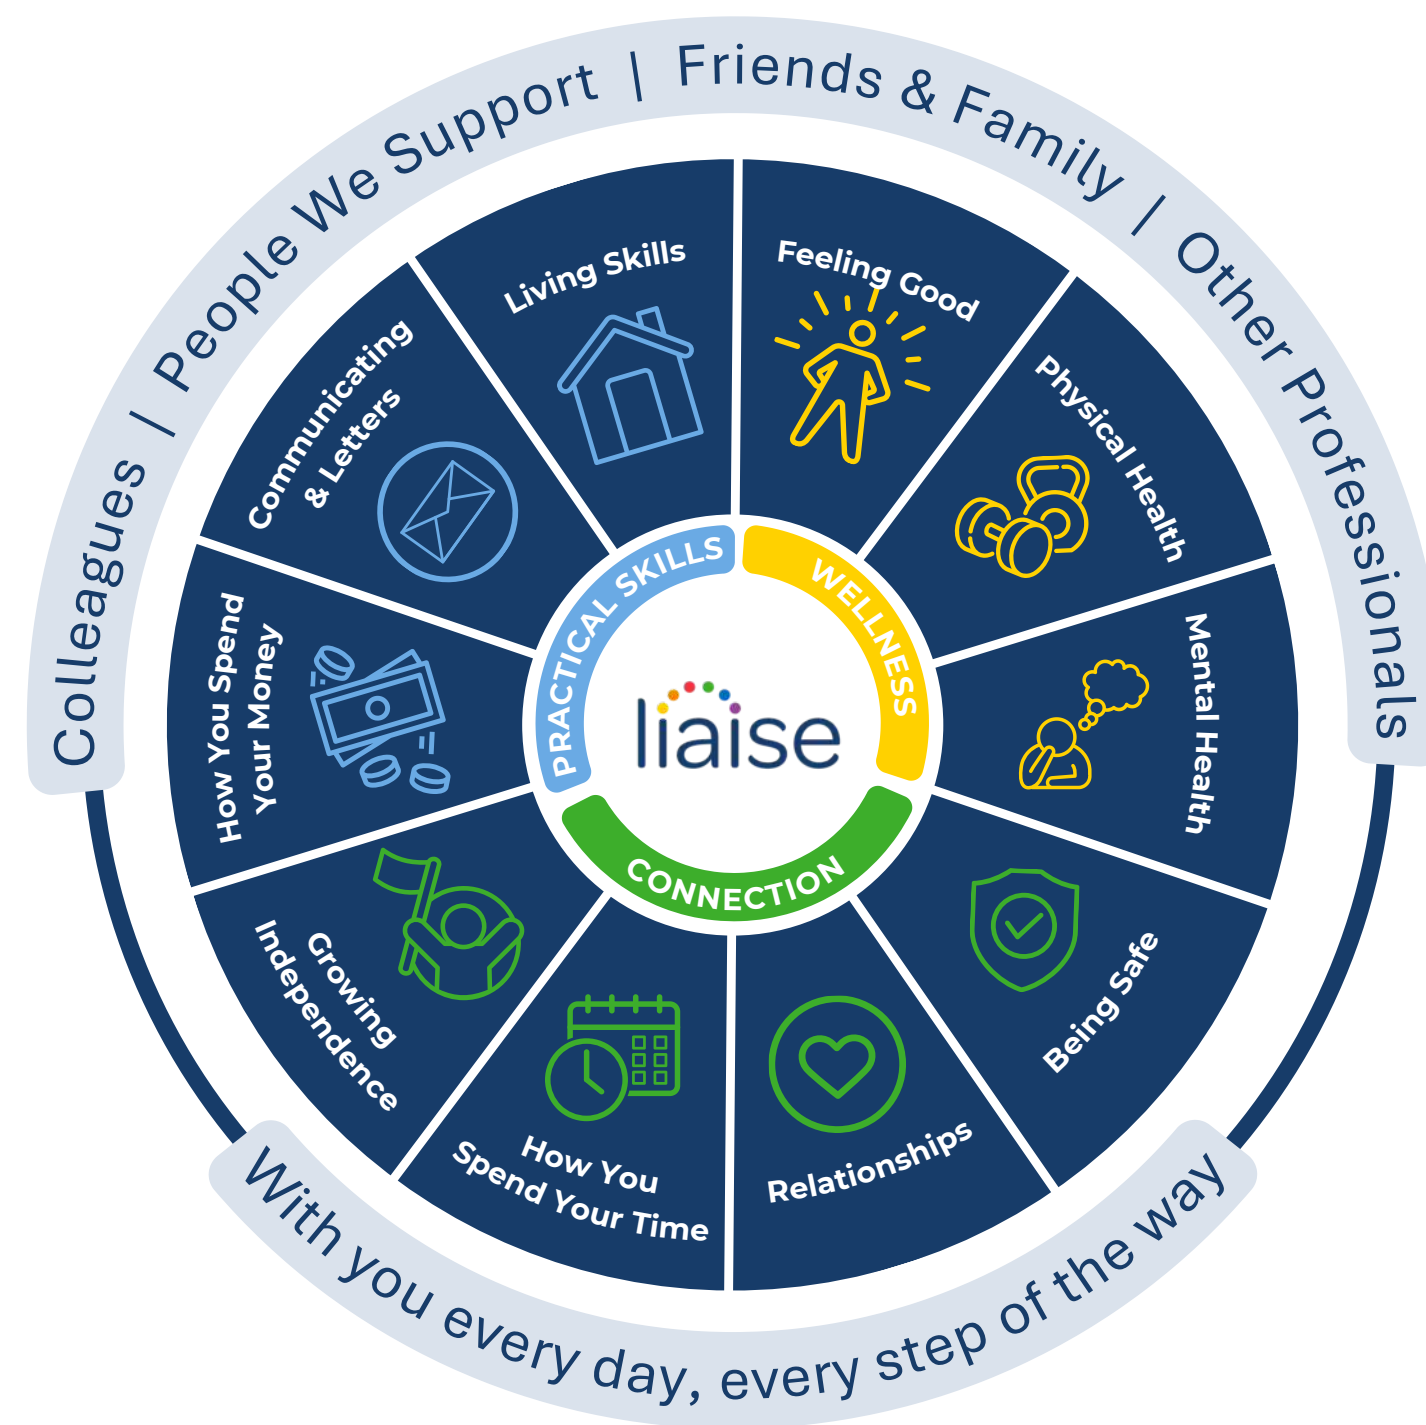 Colleagues | People We Support | Friends & Family | Other Professionals
Living Skills
Feeling Good
Physical Health
Mental Health
Being Safe
Relationships
How You
Spend Your Time
Growing
Independence
How You Spend
Your Money
Communicating
& Letters
PRACTICAL SKILLS
WELLNESS
CONNECTION
liaise
With you every day, every step of the way